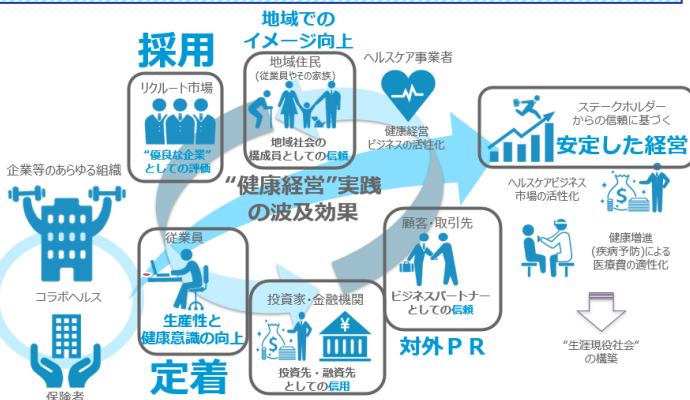 地域での
イメージ向上
採用
リクルート市場
"優良な企業"
としての評価
地域住民
(従業員やその家族)
地域社会の
構成員としての信頼
ヘルスケア事業者
健康経営
ビジネスの活性化
ステークホルダー
からの信頼に基づく
安定した経営
企業等のあらゆる組織
コラボヘルス
保険者
"健康経営"実践
の波及効果
従業員
生産性と
健康意識の向上
定着
投資家・金融機関
¥
投資先・融資先
としての信用
顧客・取引先
ビジネスパートナー
としての信頼
対外PR
ヘルスケアビジネス
市場の活性化
$
健康増進
(疾病予防)による
医療費の適性化
"生涯現役社会"
の構築